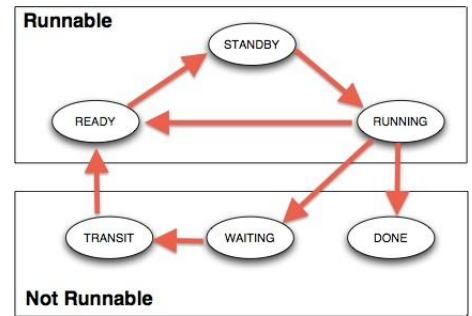 Runnable
STANDBY
READY
RUNNING
TRANSIT
WAITING
DONE
Not Runnable